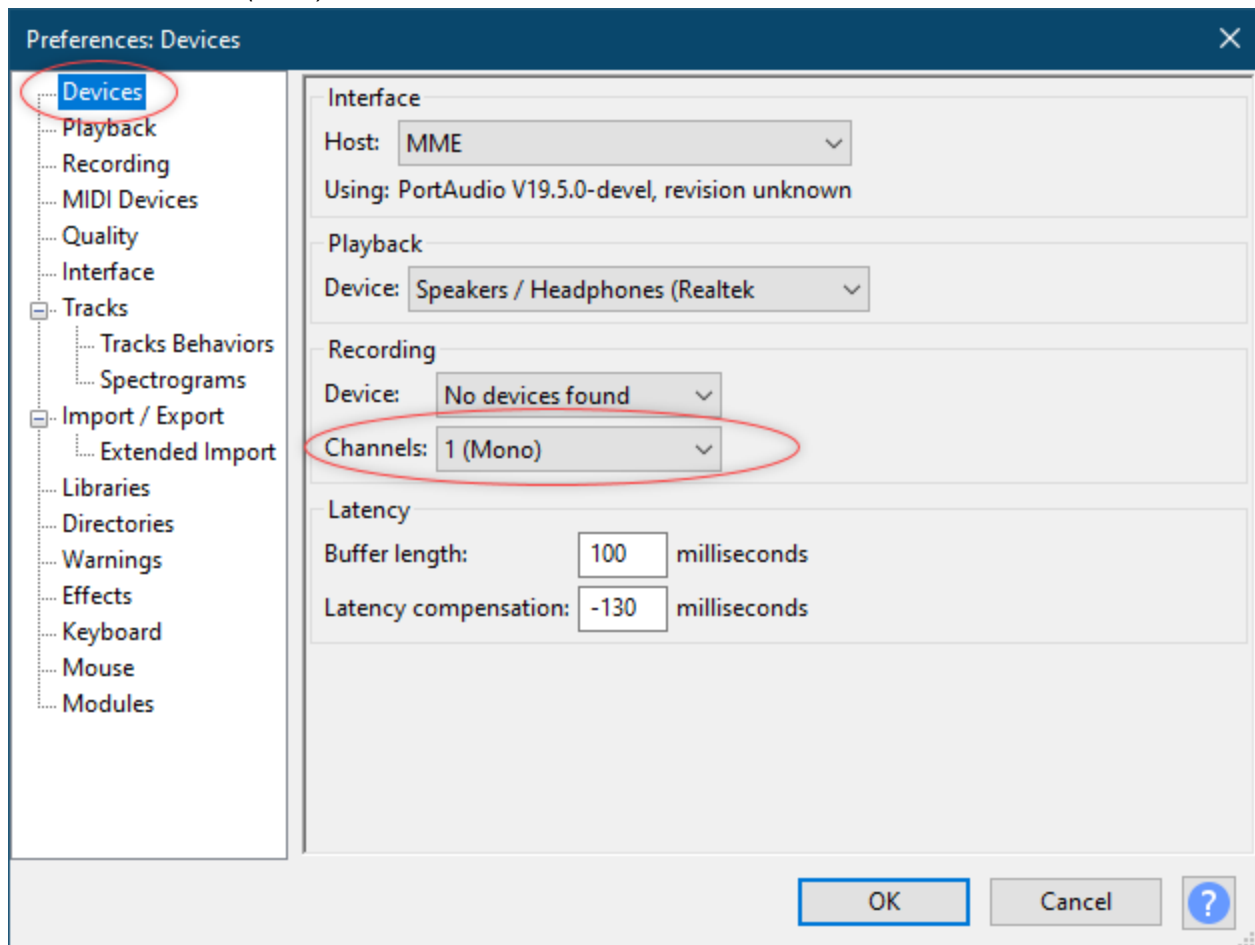 Preferences: Devices
Devices
Playback
Recording
MIDI Devices
Quality
Interface
Tracks
Tracks Behaviors
Spectrograms
Import / Export
Extended Import
Libraries
Directories
Warnings
Effects
Keyboard
Mouse
Modules
Interface
Host: MME
Using: PortAudio V19.5.0-devel, revision unknown
Playback
Device: Speakers / Headphones (Realtek
Recording
Device: No devices found
Channels: 1 (Mono)
Latency
Buffer length: 100 milliseconds
Latency compensation: -130 milliseconds
OK Cancel ?